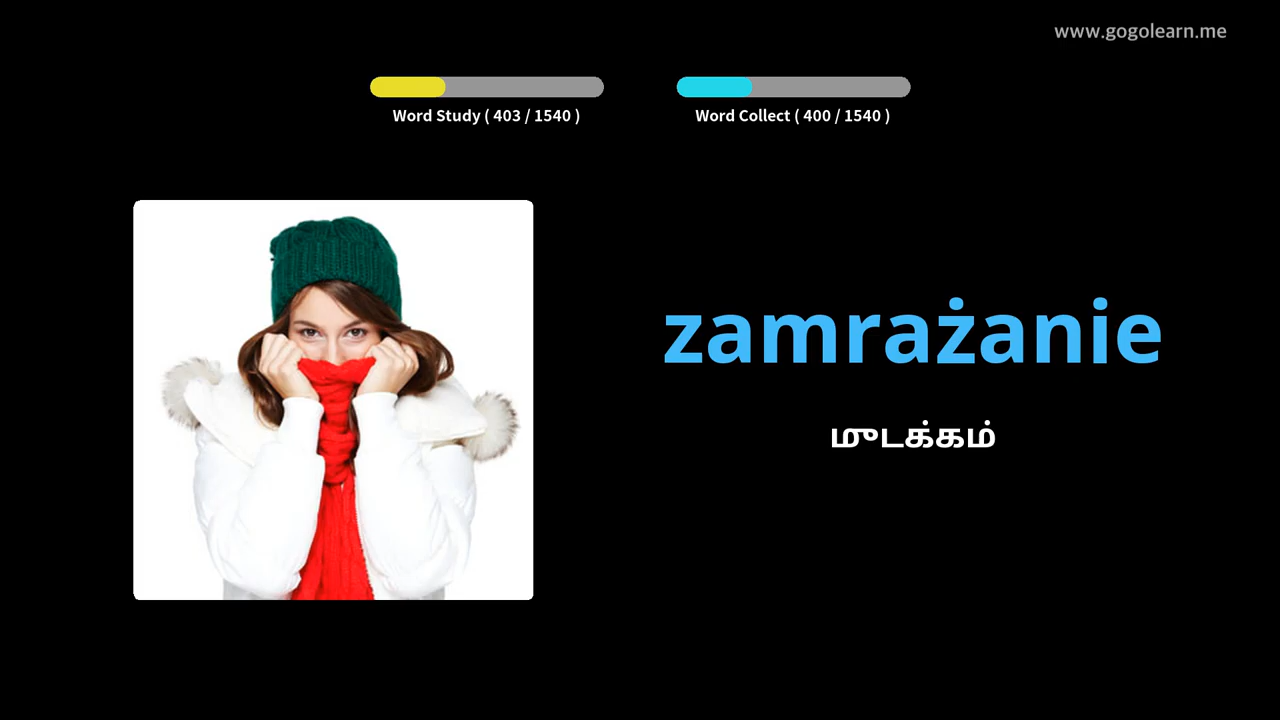 www.gogolearn.me
Word Study ( 403 / 1540 )
Word Collect ( 400 / 1540 )
zamrażanie
முடக்கம்